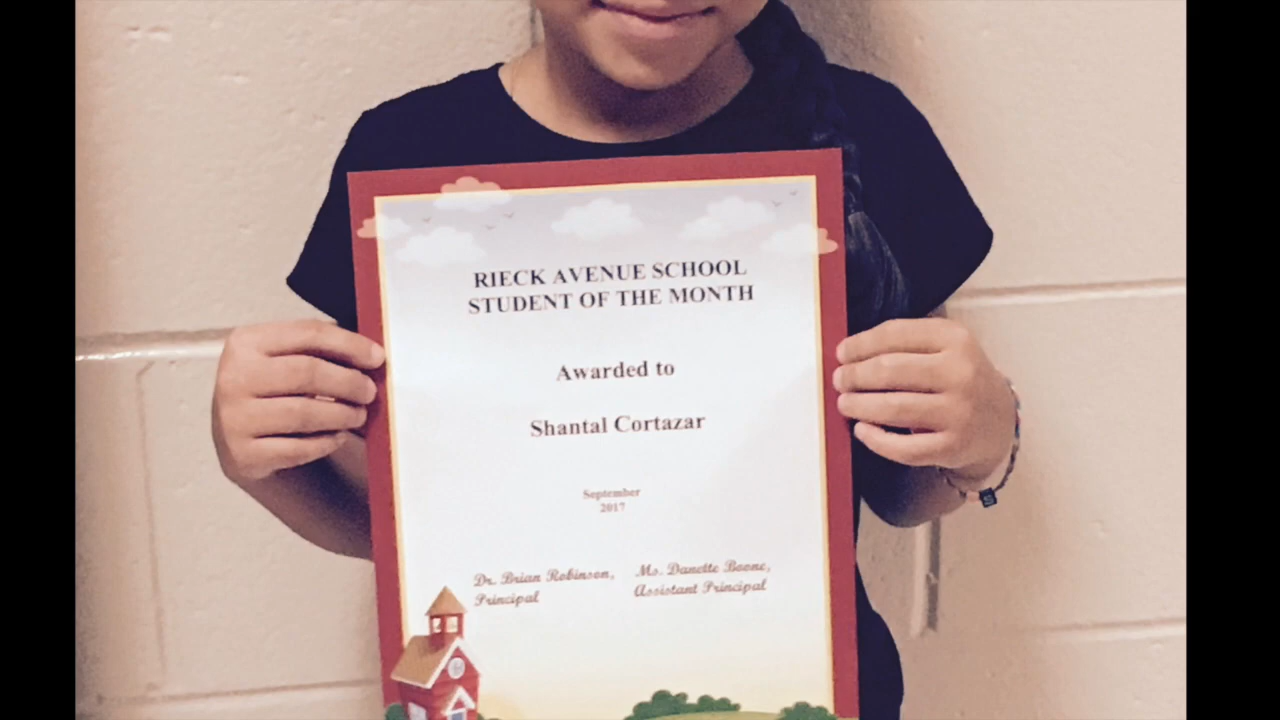 RIECK AVENUE SCHOOL
STUDENT OF THE MONTH
Awarded to
Shantal Cortazar
September
2017
Dr. Brian Robinson, Ms. Danette Boone,
Principal Assistant Principal
S